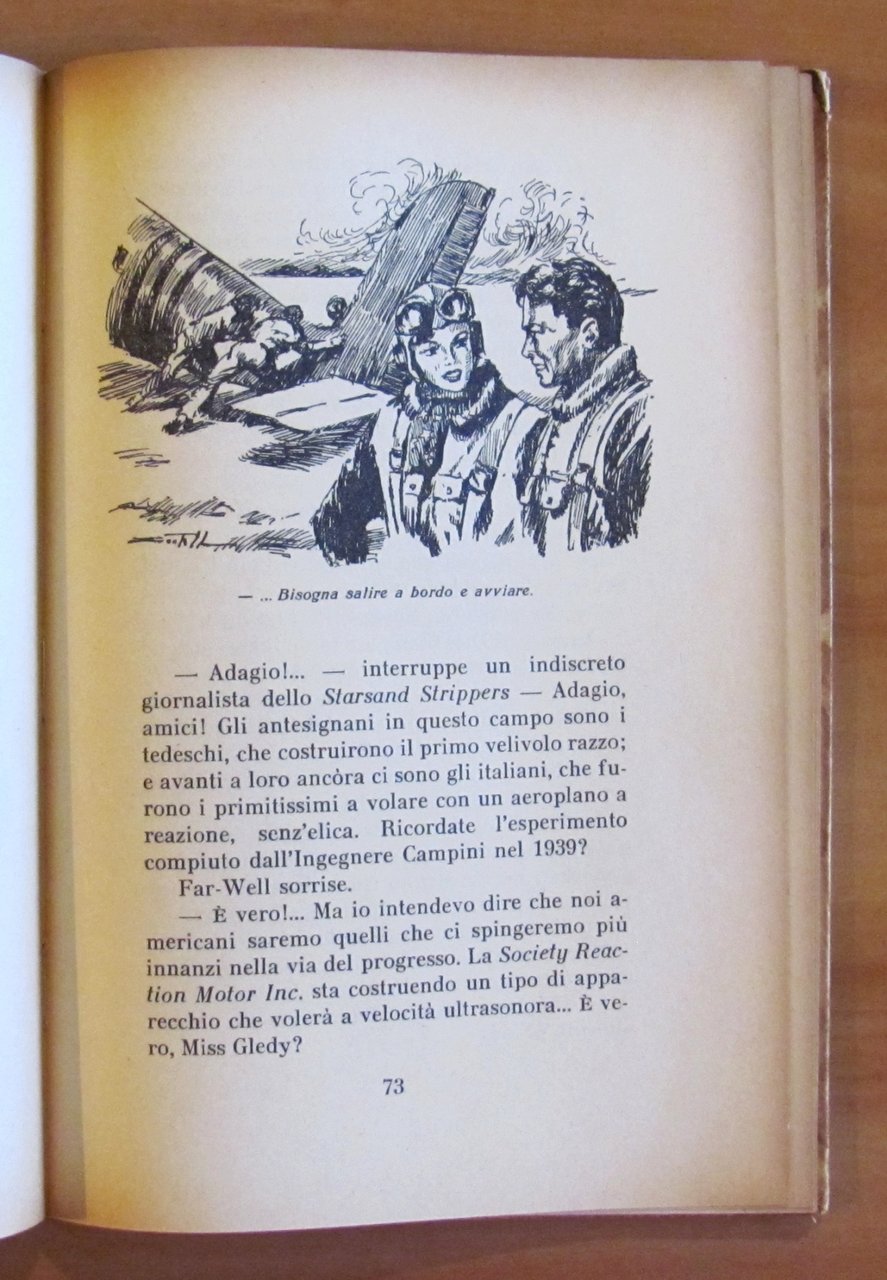 — ... Bisogna salire a bordo e avviare.
— Adagio!... — interruppe un indiscreto
giornalista dello Starsand Strippers — Adagio,
amici! Gli antesignani in questo campo sono i
tedeschi, che costruirono il primo velivolo razzo;
e avanti a loro ancòra ci sono gli italiani, che fu-
rono i primitissimi a volare con un aeroplano a
reazione, senz'elica. Ricordate l'esperimento
compiuto dall'Ingegnere Campini nel 1939?
Far-Well sorrise.
— È vero!... Ma io intendevo dire che noi a-
mericani saremo quelli che ci spingeremo più
innanzi nella via del progresso. La Society Reac-
tion Motor Inc. sta costruendo un tipo di appa-
recchio che volerà a velocità ultrasonora... È ve-
ro, Miss Gledy?
73